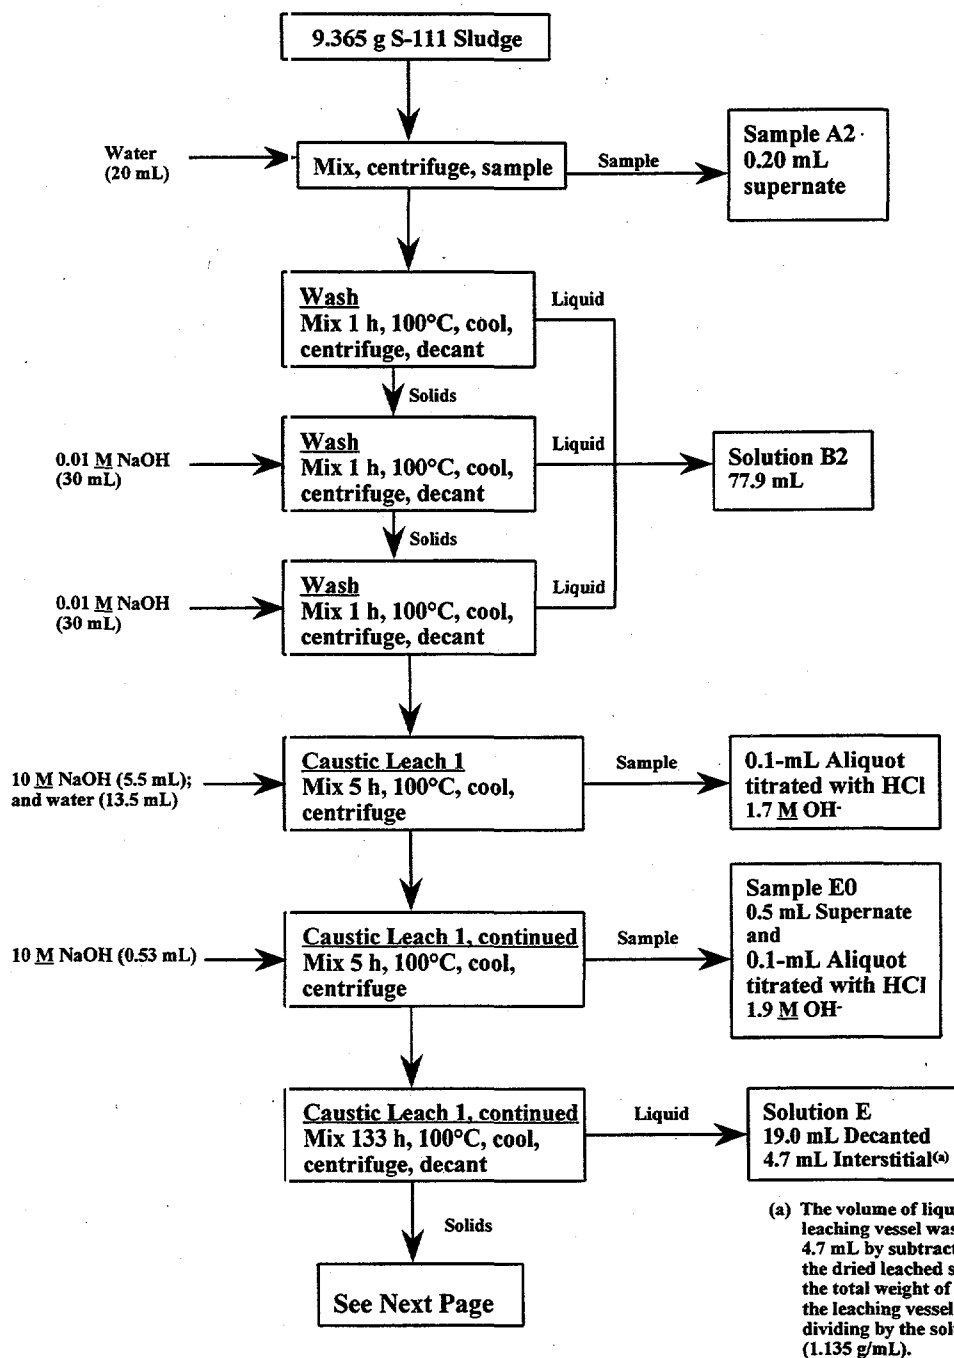 9.365 g S-111 Sludge
Water
(20 mL)
Mix, centrifuge, sample
Sample
Sample A2
0.20 mL
supernate
Wash
Mix 1 h, 100°C, cool,
centrifuge, decant
Liquid
Solids
0.01 M NaOH
(30 mL)
Wash
Mix 1 h, 100°C, cool,
centrifuge, decant
Liquid
Solution B2
77.9 mL
Solids
0.01 M NaOH
(30 mL)
Wash
Mix 1 h, 100°C, cool,
centrifuge, decant
Liquid
10 M NaOH (5.5 mL);
and water (13.5 mL)
Caustic Leach 1
Mix 5 h, 100°C, cool,
centrifuge
Sample
0.1-mL Aliquot
titrated with HCl
1.7 M OH-
10 M NaOH (0.53 mL)
Caustic Leach 1, continued
Mix 5 h, 100°C, cool,
centrifuge
Sample
Sample E0
0.5 mL Supernate
and
0.1-mL Aliquot
titrated with HCl
1.9 M OH-
Caustic Leach 1, continued
Mix 133 h, 100°C, cool,
centrifuge, decant
Liquid
Solution E
19.0 mL Decanted
4.7 mL Interstitial(a)
Solids
See Next Page
(a) The volume of
leaching vessel was
4.7 mL by
the dried leached
the total weight of
the leaching vessel
dividing by the
(1.135 g/mL).